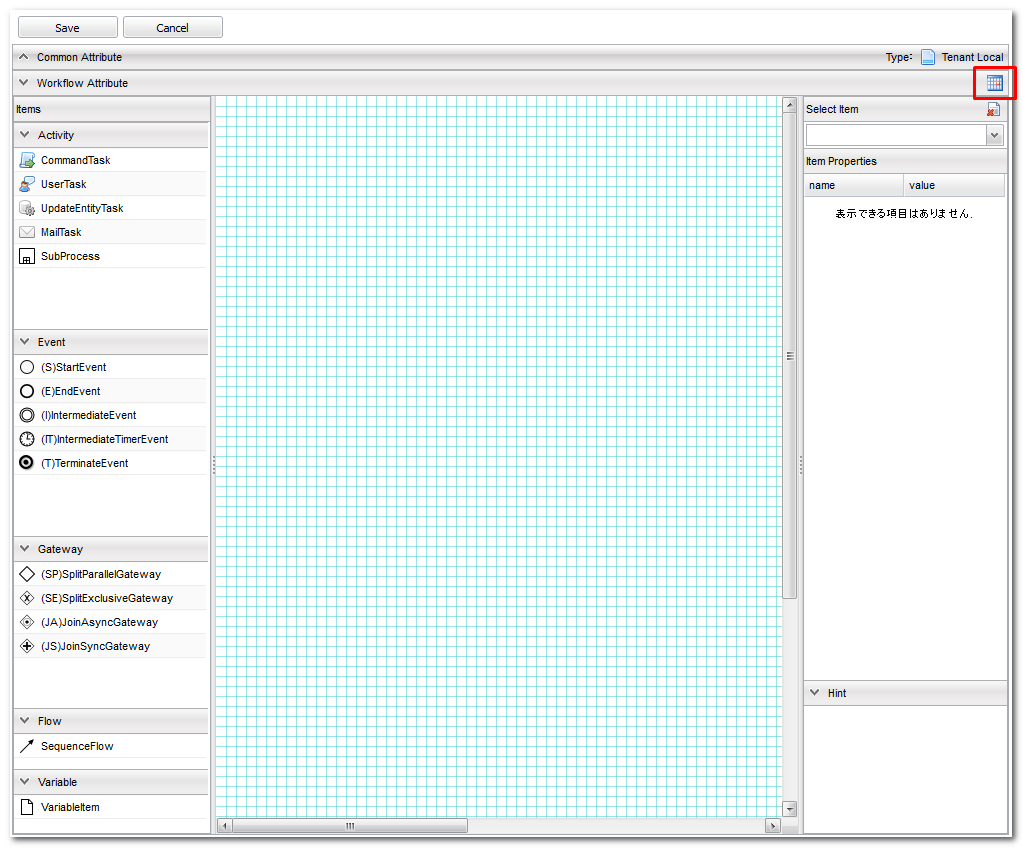 Save Cancel
Common Attribute Type: Tenant Local
Workflow Attribute
Items
Activity
CommandTask
UserTask
UpdateEntityTask
MailTask
SubProcess
Event
(S)StartEvent
(E)EndEvent
(I)IntermediateEvent
(IT)IntermediateTimerEvent
(T)TerminateEvent
Gateway
(SP)SplitParallelGateway
(SE)SplitExclusiveGateway
(JA)JoinAsyncGateway
(JS)JoinSyncGateway
Flow
SequenceFlow
Variable
VariableItem
Select Item
Item Properties
name value
表示できる項目はありません.
Hint